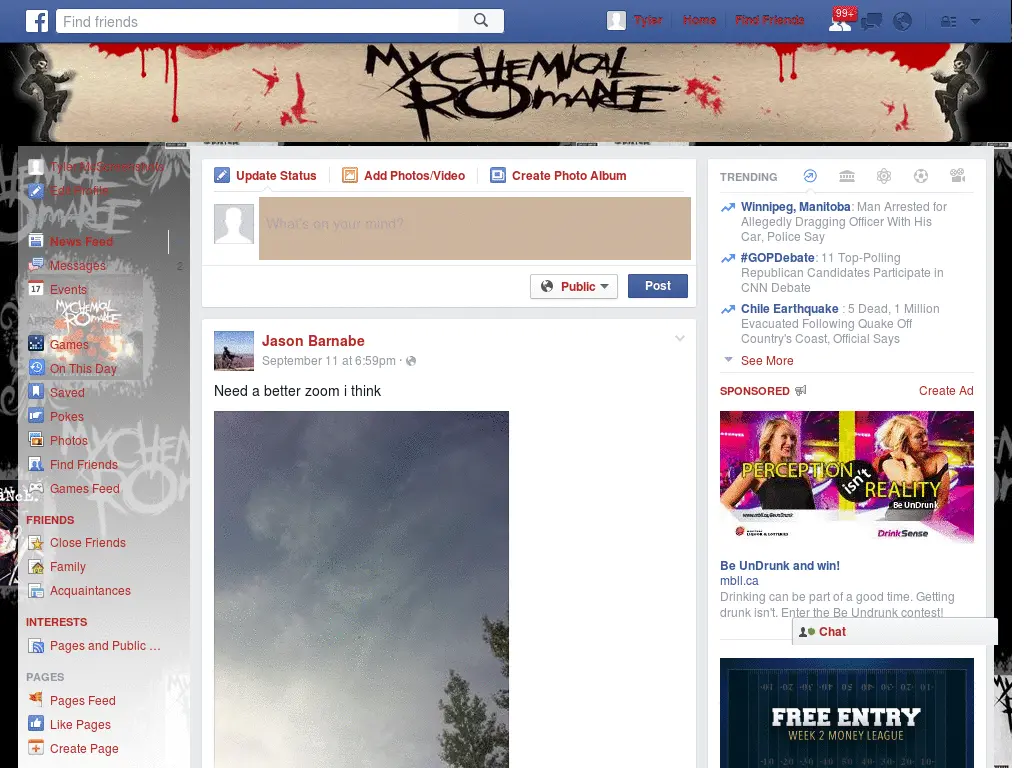 f
Find friends
Tyler
Home
Find Friends
99+
MY CHEMICAL
ROMANCE
Edit Profile
News Feed
Messages
2
17
Events
MY CHEMICAL
ROMANCE
APPS
Games
On This Day
Saved
Pokes
Photos
Find Friends
Games Feed
FRIENDS
Close Friends
Family
Acquaintances
INTERESTS
Pages and Public ...
PAGES
Pages Feed
Like Pages
Create Page
Update Status
Add Photos/Video
Create Photo Album
What's on your mind?
Public
Post
Jason Barnabe
September 11 at 6:59pm ·
Need a better zoom i think
TRENDING
Winnipeg, Manitoba: Man Arrested for
Allegedly Dragging Officer With His
Car, Police Say
#GOPDebate: 11 Top-Polling
Republican Candidates Participate in
CNN Debate
Chile Earthquake : 5 Dead, 1 Million
Evacuated Following Quake Off
Country's Coast, Official Says
See More
SPONSORED
Create Ad
PERCEPTION
isn't
REALITY
Be UnDrunk
DrinkSense
Be UnDrunk and win!
mbll.ca
Drinking can be part of a good time. Getting
drunk isn't. Enter the Be Undrunk contest!
Chat
FREE ENTRY
WEEK 2 MONEY LEAGUE